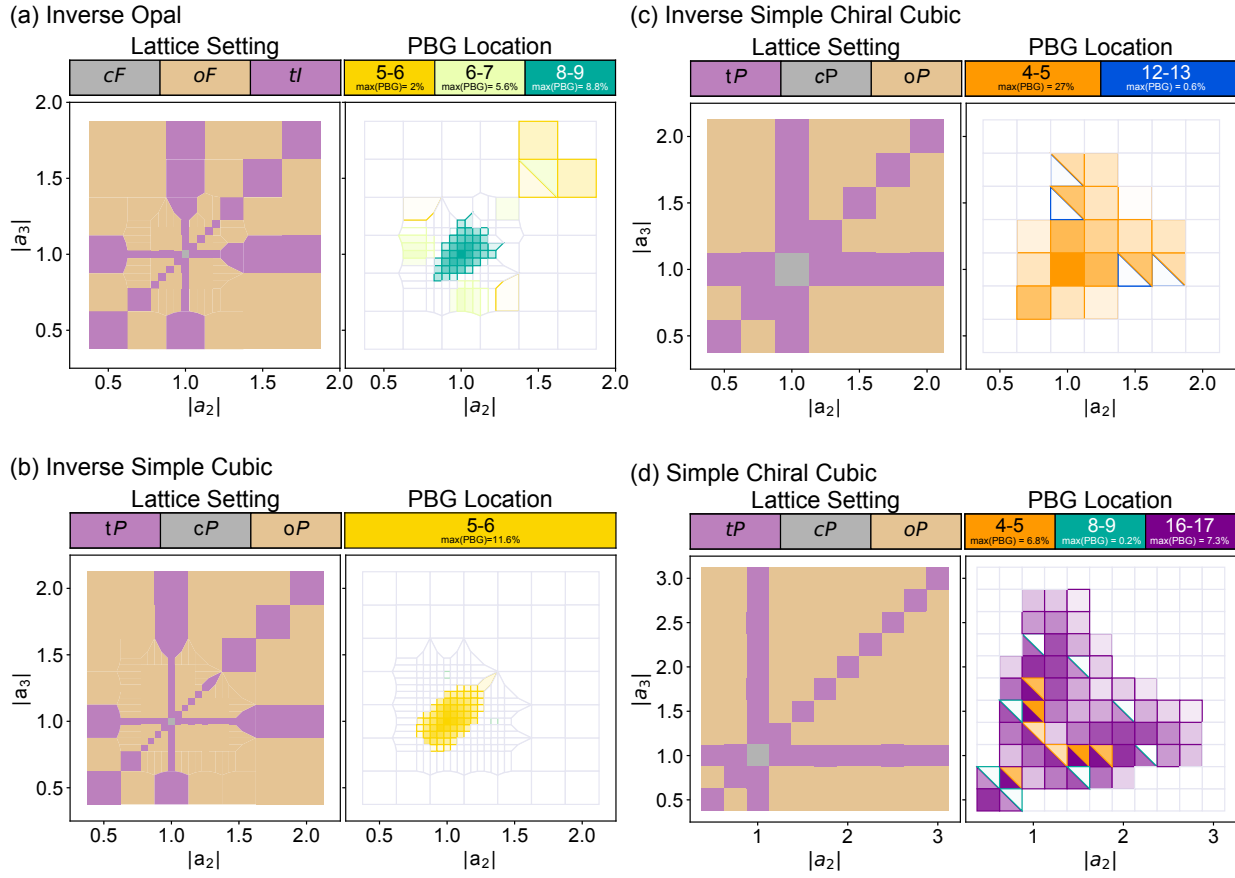 (a) Inverse Opal
Lattice Setting
PBG Location
cF
oF
tI
5-6
max(PBG)= 2%
6-7
max(PBG)= 5.6%
8-9
max(PBG)= 8.8%
|a3|
2.0
1.5
1.0
0.5
0.5
1.0
1.5
2.0
|a2|
0.5
1.0
1.5
2.0
|a2|
(c) Inverse Simple Chiral Cubic
Lattice Setting
PBG Location
tP
cP
oP
4-5
max(PBG) = 27%
12-13
max(PBG) = 0.6%
|a3|
2.0
1.5
1.0
0.5
0.5
1.0
1.5
2.0
|a2|
0.5
1.0
1.5
2.0
|a2|
(b) Inverse Simple Cubic
Lattice Setting
PBG Location
tP
cP
oP
5-6
max(PBG)=11.6%
|a3|
2.0
1.5
1.0
0.5
0.5
1.0
1.5
2.0
|a2|
0.5
1.0
1.5
2.0
|a2|
(d) Simple Chiral Cubic
Lattice Setting
PBG Location
tP
cP
oP
4-5
max(PBG) = 6.8%
8-9
max(PBG) = 0.2%
16-17
max(PBG) = 7.3%
|a3|
3.0
2.5
2.0
1.5
1.0
0.5
1
2
3
|a2|
1
2
3
|a2|